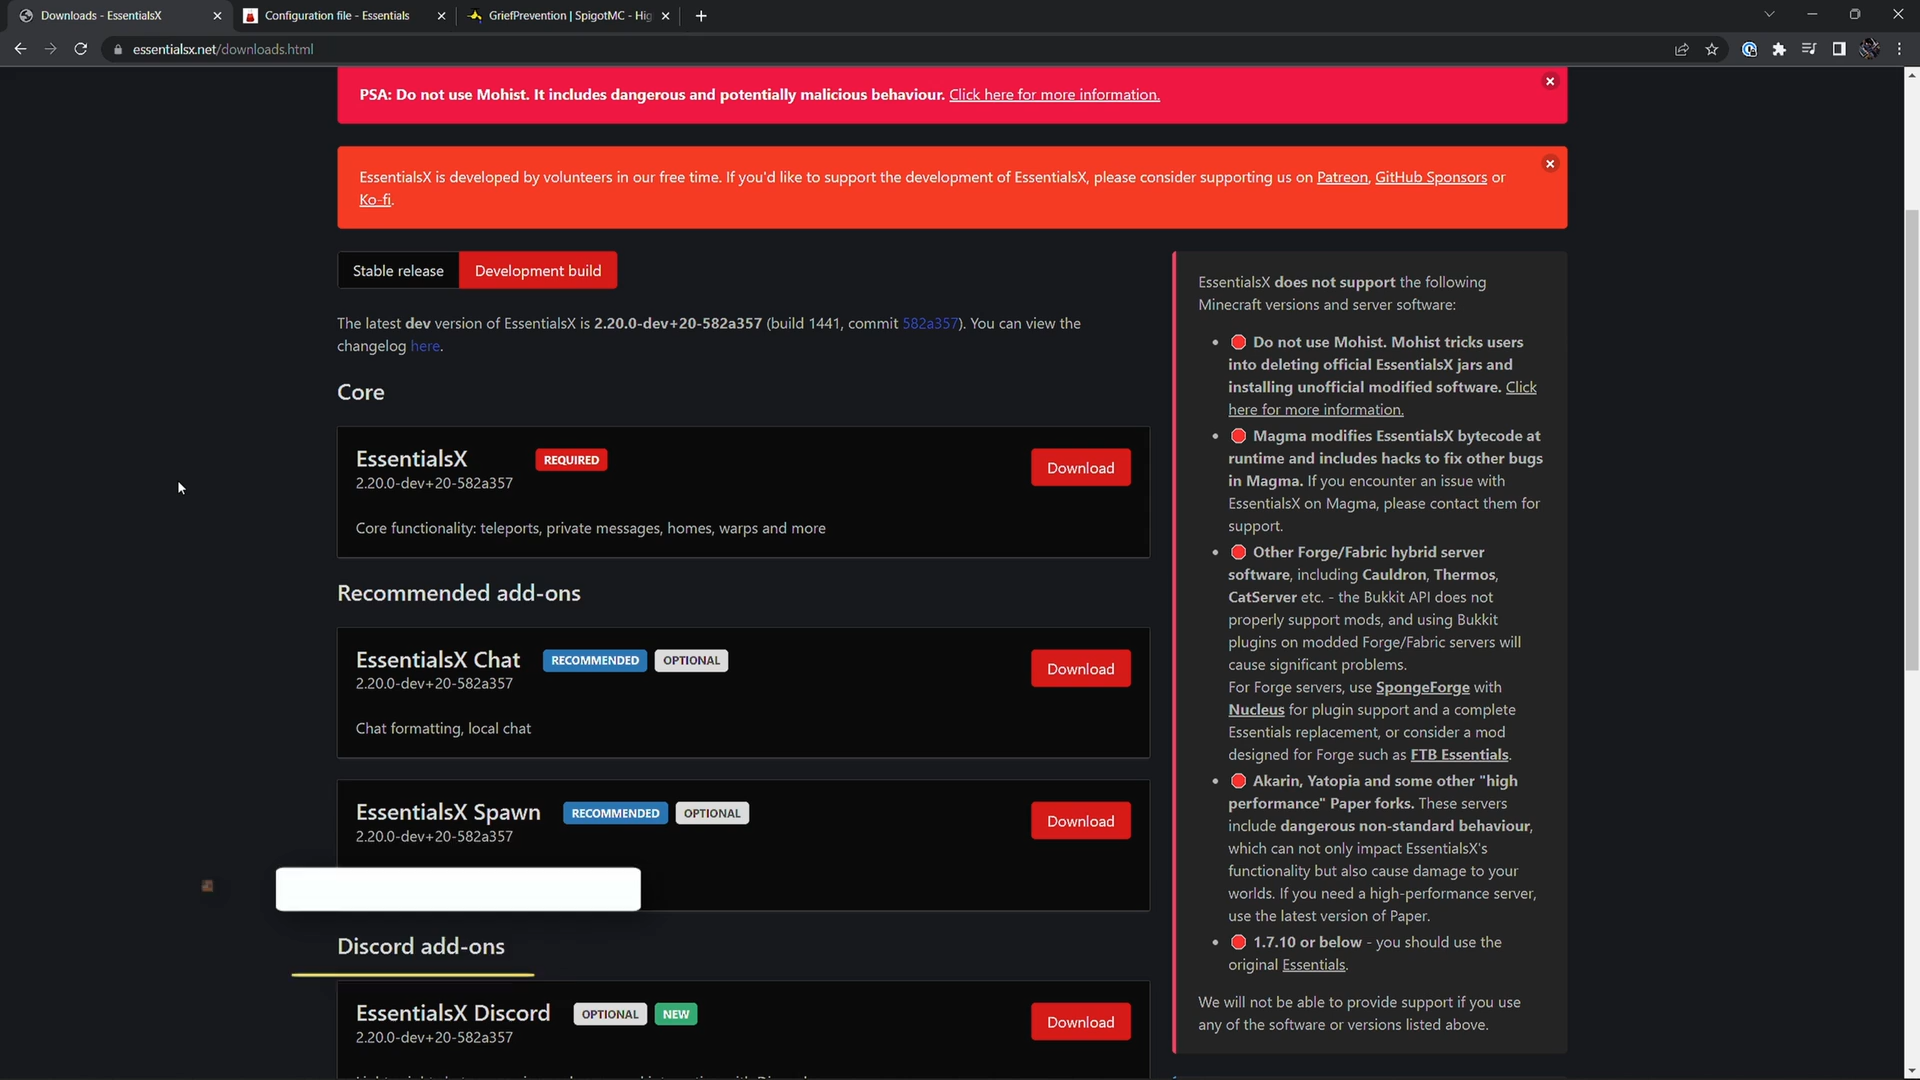 Downloads - EssentialsX
Configuration file - Essentials
GriefPrevention | SpigotMC - Hig
essentialsx.net/downloads.html
PSA: Do not use Mohist. It includes dangerous and potentially malicious behaviour. Click here for more information.
EssentialsX is developed by volunteers in our free time. If you'd like to support the development of EssentialsX, please consider supporting us on Patreon, GitHub Sponsors or
Ko-fi.
Stable release
Development build
The latest dev version of EssentialsX is 2.20.0-dev+20-582a357 (build 1441, commit 582a357). You can view the
changelog here.
Core
EssentialsX REQUIRED
2.20.0-dev+20-582a357
Download
Core functionality: teleports, private messages, homes, warps and more
Recommended add-ons
EssentialsX Chat RECOMMENDED OPTIONAL
2.20.0-dev+20-582a357
Download
Chat formatting, local chat
EssentialsX Spawn RECOMMENDED OPTIONAL
2.20.0-dev+20-582a357
Download
Discord add-ons
EssentialsX Discord OPTIONAL NEW
2.20.0-dev+20-582a357
Download
EssentialsX does not support the following
Minecraft versions and server software:
Do not use Mohist. Mohist tricks users
into deleting official EssentialsX jars and
installing unofficial modified software. Click
here for more information.
Magma modifies EssentialsX bytecode at
runtime and includes hacks to fix other bugs
in Magma. If you encounter an issue with
EssentialsX on Magma, please contact them for
support.
Other Forge/Fabric hybrid server
software, including Cauldron, Thermos,
CatServer etc. - the Bukkit API does not
properly support mods, and using Bukkit
plugins on modded Forge/Fabric servers will
cause significant problems.
For Forge servers, use SpongeForge with
Nucleus for plugin support and a complete
Essentials replacement, or consider a mod
designed for Forge such as FTB Essentials.
Akarin, Yatopia and some other "high
performance" Paper forks. These servers
include dangerous non-standard behaviour,
which can not only impact EssentialsX's
functionality but also cause damage to your
worlds. If you need a high-performance server,
use the latest version of Paper.
1.7.10 or below - you should use the
original Essentials.
We will not be able to provide support if you use
any of the software or versions listed above.